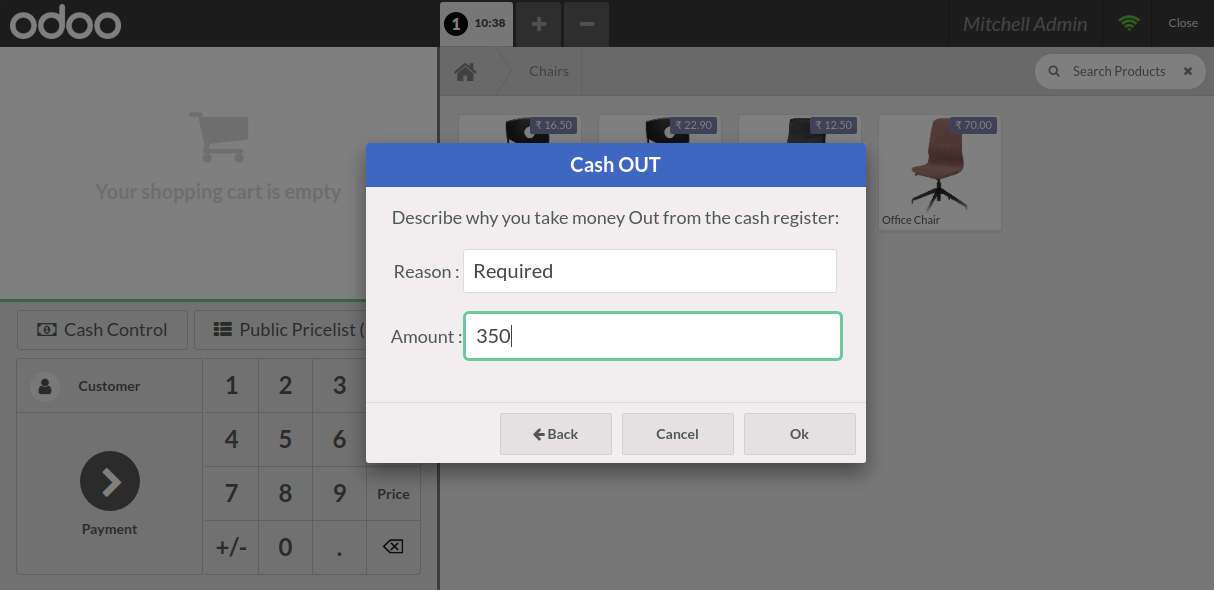 odoo
1 10:38
Mitchell Admin
Close
Chairs
Search Products
₹ 16.50
₹ 22.90
₹ 12.50
₹ 70.00
Office Chair
Your shopping cart is empty
Cash OUT
Describe why you take money Out from the cash register:
Reason : Required
Amount : 350
Back
Cancel
Ok
Cash Control
Public Pricelist (
Customer
1 2 3
4 5 6
7 8 9 Price
+/- 0 .
Payment